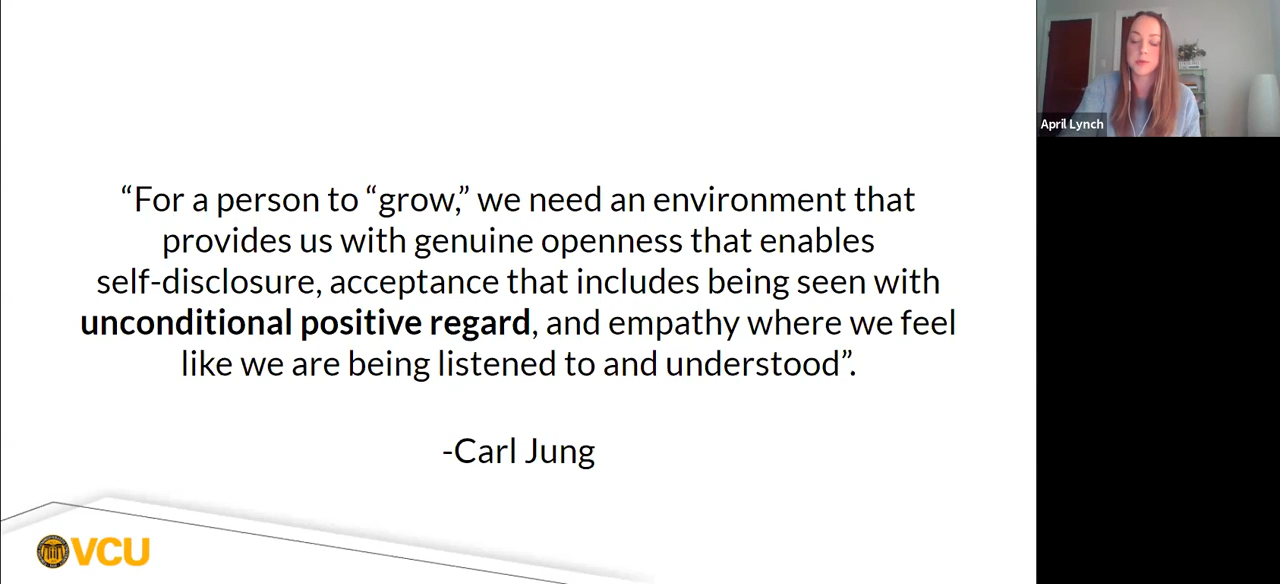 “For a person to “grow,” we need an environment that
provides us with genuine openness that enables
self-disclosure, acceptance that includes being seen with
unconditional positive regard, and empathy where we feel
like we are being listened to and understood”.
-Carl Jung
VCU
April Lynch